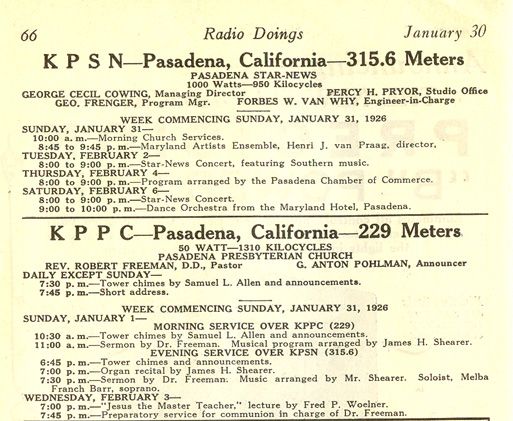 66 Radio Doings January 30
K P S N—Pasadena, California—315.6 Meters
PASADENA STAR-NEWS
1000 Watts—950 Kilocycles
GEORGE CECIL COWING, Managing Director PERCY H. PRYOR, Studio Office
GEO. FRENGER, Program Mgr. FORBES W. VAN WHY, Engineer-in-Charge
WEEK COMMENCING SUNDAY, JANUARY 31, 1926
SUNDAY, JANUARY 31—
10:00 a. m.—Morning Church Services.
8:45 to 9:45 p. m.—Maryland Artists Ensemble, Henri J. van Praag, director.
TUESDAY, FEBRUARY 2—
8:00 to 9:00 p. m.—Star-News Concert, featuring Southern music.
THURSDAY, FEBRUARY 4—
8:00 to 9:00 p. m.—Program arranged by the Pasadena Chamber of Commerce.
SATURDAY, FEBRUARY 6—
8:00 to 9:00 p. m.—Star-News Concert.
9:00 to 10:00 p. m.—Dance Orchestra from the Maryland Hotel, Pasadena.
K P P C—Pasadena, California—229 Meters
50 WATT—1310 KILOCYCLES
PASADENA PRESBYTERIAN CHURCH
REV. ROBERT FREEMAN, D.D., Pastor G. ANTON POHLMAN, Announcer
DAILY EXCEPT SUNDAY—
7:30 p. m.—Tower chimes by Samuel L. Allen and announcements.
7:45 p. m.—Short address.
WEEK COMMENCING SUNDAY, JANUARY 31, 1926
SUNDAY, JANUARY 1—
MORNING SERVICE OVER KPPC (229)
10:30 a. m.—Tower chimes by Samuel L. Allen and announcements.
11:00 a. m.—Sermon by Dr. Freeman. Musical program arranged by James H. Shearer.
EVENING SERVICE OVER KPSN (315.6)
6:45 p. m.—Tower chimes and announcements.
7:00 p. m.—Organ recital by James H. Shearer.
7:30 p. m.—Sermon by Dr. Freeman. Music arranged by Mr. Shearer. Soloist, Melba
Franch Barr, soprano.
WEDNESDAY, FEBRUARY 3—
7:00 p. m.—"Jesus the Master Teacher," lecture by Fred P. Woelner.
7:45 p. m.—Preparatory service for communion in charge of Dr. Freeman.